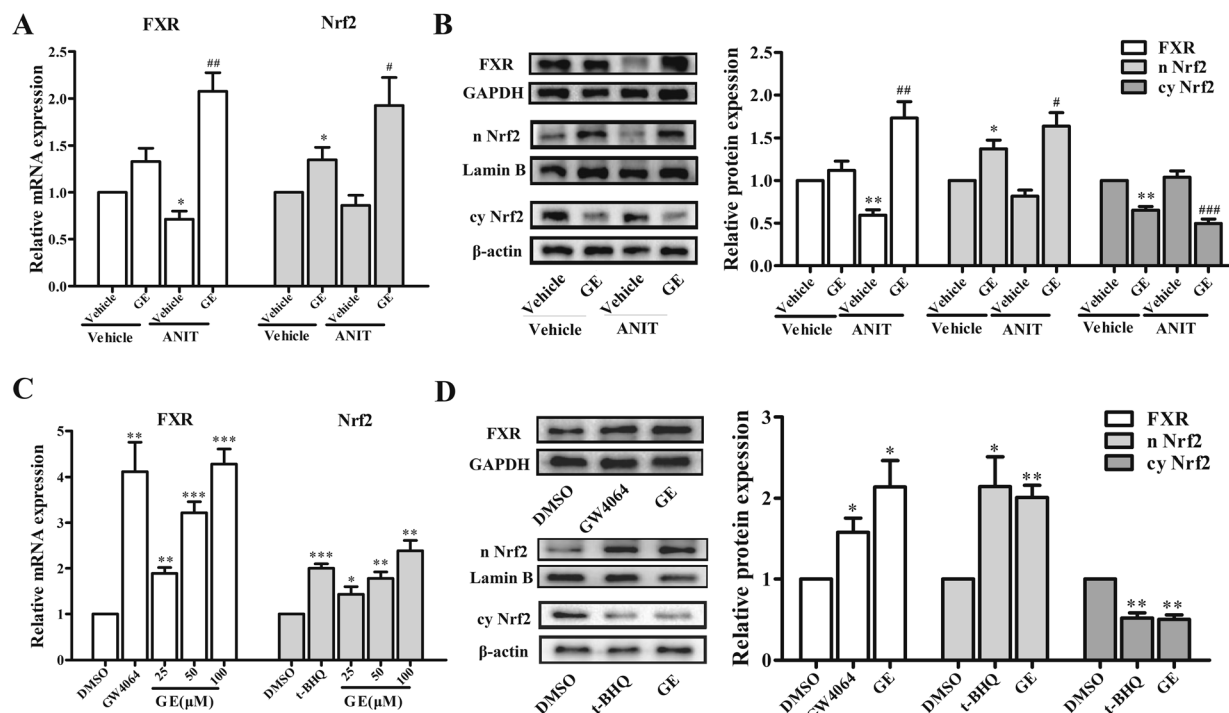 A
FXR
Nrf2
Relative mRNA expression
2.5
2.0
1.5
1.0
0.5
0.0
*
##
*
#
Vehicle
GE
Vehicle
GE
Vehicle
GE
Vehicle
GE
Vehicle
ANIT
Vehicle
ANIT
B
FXR
GAPDH
n Nrf2
Lamin B
cy Nrf2
β-actin
Vehicle
GE
Vehicle
GE
Vehicle
ANIT
Relative protein expession
2.0
1.5
1.0
0.5
0.0
**
##
*
#
**
###
FXR
n Nrf2
cy Nrf2
Vehicle
GE
Vehicle
GE
Vehicle
GE
Vehicle
GE
Vehicle
GE
Vehicle
GE
Vehicle
ANIT
Vehicle
ANIT
Vehicle
ANIT
C
FXR
Nrf2
Relative mRNA expression
5
4
3
2
1
0
**
**
***
***
***
*
**
**
DMSO
GW4064
25
50
100
DMSO
t-BHQ
25
50
100
GE(μM)
GE(μM)
D
FXR
GAPDH
DMSO
GW4064
GE
n Nrf2
Lamin B
cy Nrf2
β-actin
DMSO
t-BHQ
GE
Relative protein expession
3
2
1
0
*
*
*
**
**
**
FXR
n Nrf2
cy Nrf2
DMSO
GW4064
GE
DMSO
t-BHQ
GE
DMSO
t-BHQ
GE